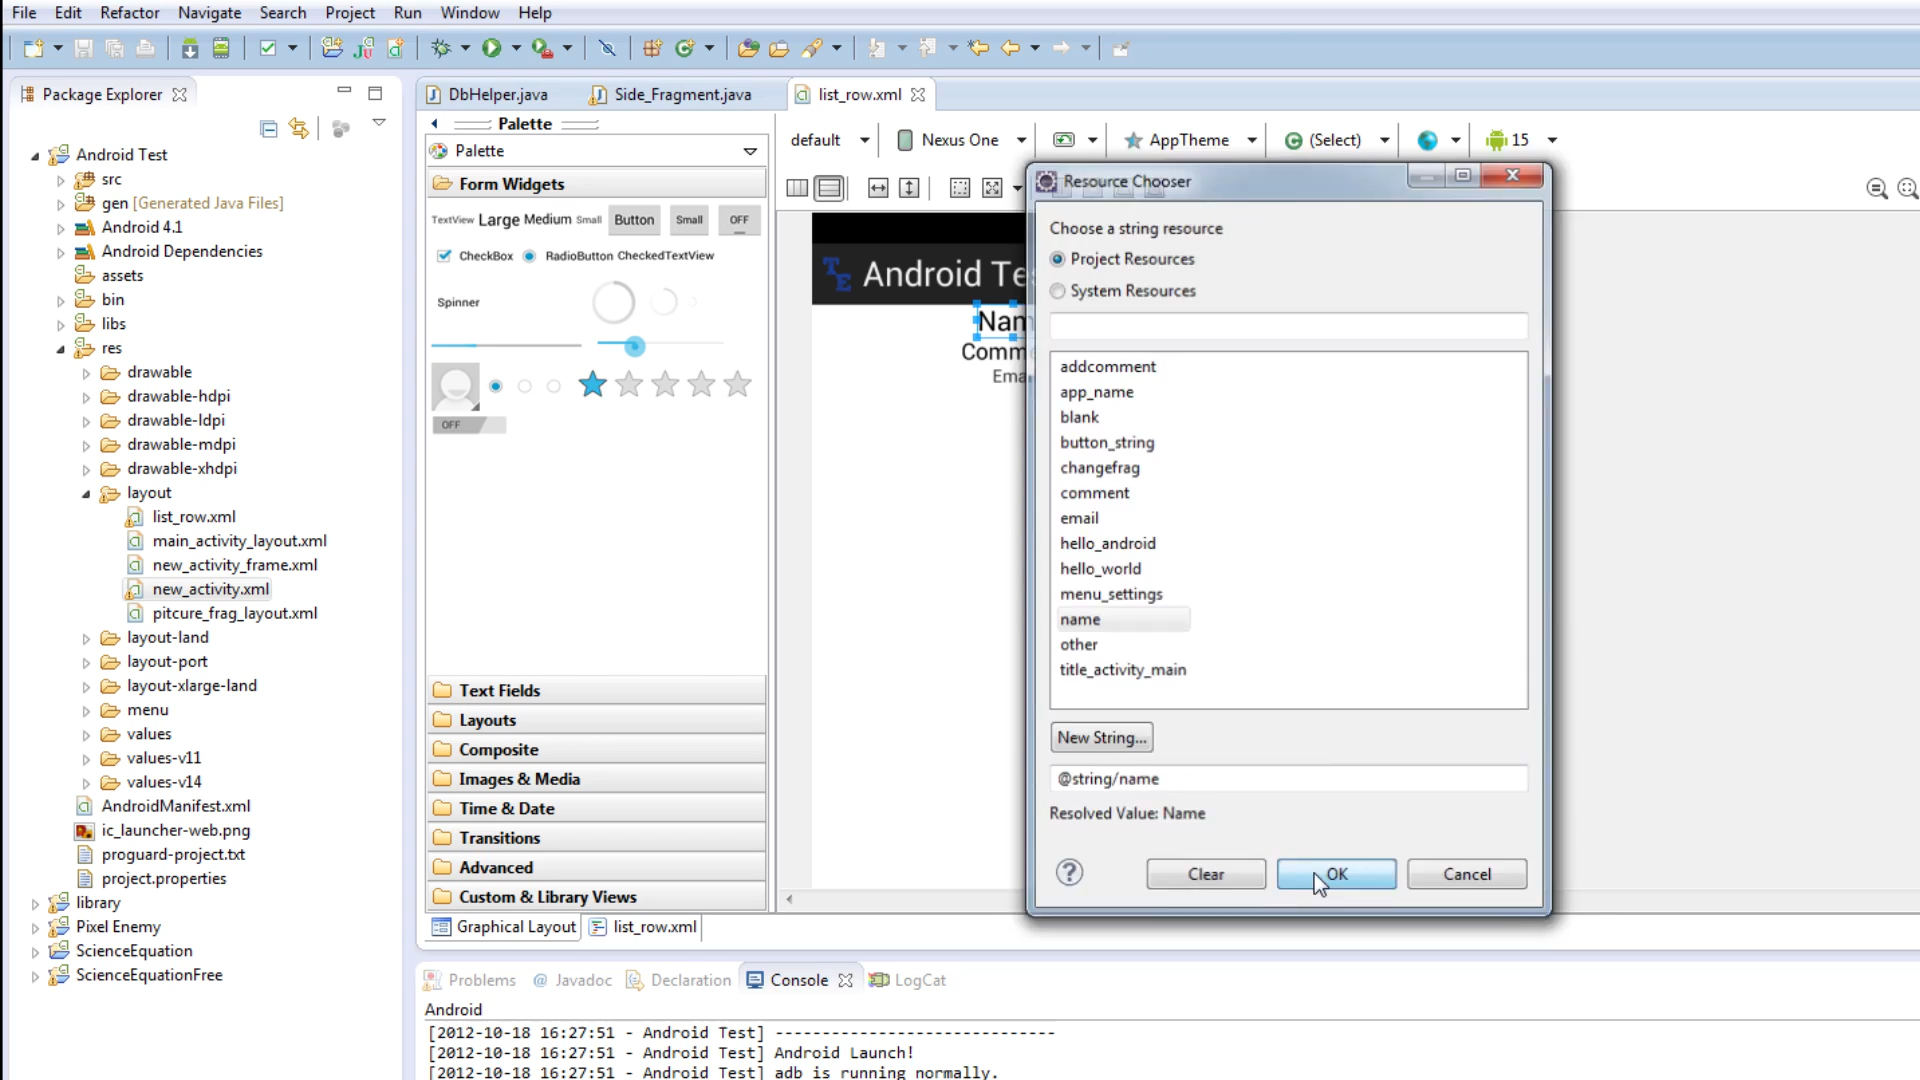 File Edit Refactor Navigate Search Project Run Window Help
Package Explorer
DbHelper.java Side_Fragment.java list_row.xml
Palette
Palette
default Nexus One AppTheme (Select) 15
Form Widgets
TextView Large Medium Small Button Small OFF
CheckBox RadioButton CheckedTextView
Spinner
OFF
Text Fields
Layouts
Composite
Images & Media
Time & Date
Transitions
Advanced
Custom & Library Views
Graphical Layout list_row.xml
Android Test
src
gen [Generated Java Files]
Android 4.1
Android Dependencies
assets
bin
libs
res
drawable
drawable-hdpi
drawable-ldpi
drawable-mdpi
drawable-xhdpi
layout
list_row.xml
main_activity_layout.xml
new_activity_frame.xml
new_activity.xml
pitcure_frag_layout.xml
layout-land
layout-port
layout-xlarge-land
menu
values
values-v11
values-v14
AndroidManifest.xml
ic_launcher-web.png
proguard-project.txt
project.properties
library
Pixel Enemy
ScienceEquation
ScienceEquationFree
TE Android Te
Nam
Comme
Ema
Resource Chooser
Choose a string resource
Project Resources
System Resources
addcomment
app_name
blank
button_string
changefrag
comment
email
hello_android
hello_world
menu_settings
name
other
title_activity_main
New String...
@string/name
Resolved Value: Name
Clear OK Cancel
Problems @ Javadoc Declaration Console LogCat
Android
[2012-10-18 16:27:51 - Android Test] ------------------------------
[2012-10-18 16:27:51 - Android Test] Android Launch!
[2012-10-18 16:27:51 - Android Test] adb is running normally.